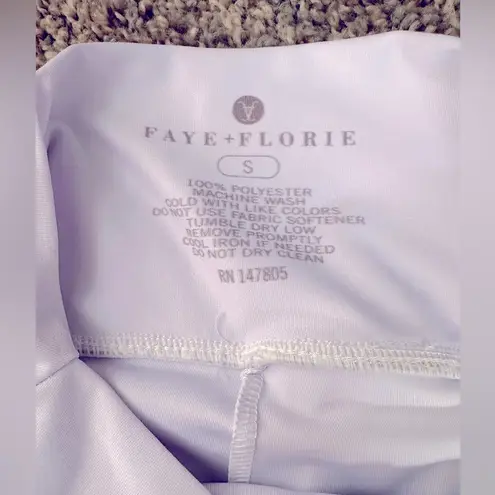 FAYE+FLORIE
S
100% POLYESTER
MACHINE WASH
COLD WITH LIKE COLORS
DO NOT USE FABRIC SOFTENER
TUMBLE DRY LOW
REMOVE PROMPTLY
COOL IRON IF NEEDED
DO NOT DRY CLEAN
RN 147805